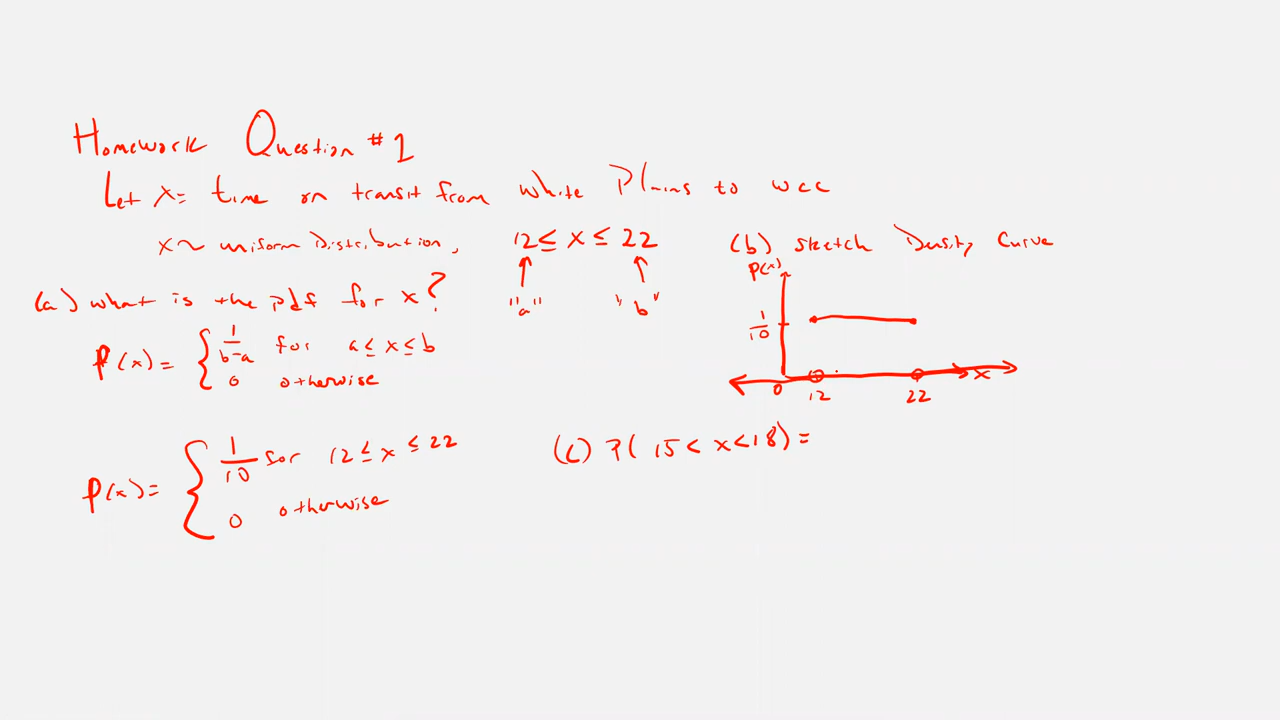 Homework Question #1
Let x = time on transit from White Plains to WCC
x ~ uniform Distribution, 12 ≤ x ≤ 22
"a" "b"
(a) what is the pdf for x?
P(x) = { 1/(b-a) for a ≤ x ≤ b
0 otherwise
P(x) = { 1/10 for 12 ≤ x ≤ 22
0 otherwise
(b) sketch Density Curve
P(x)
1/10
0 12 22 x
(c) P(15 < x < 18) =